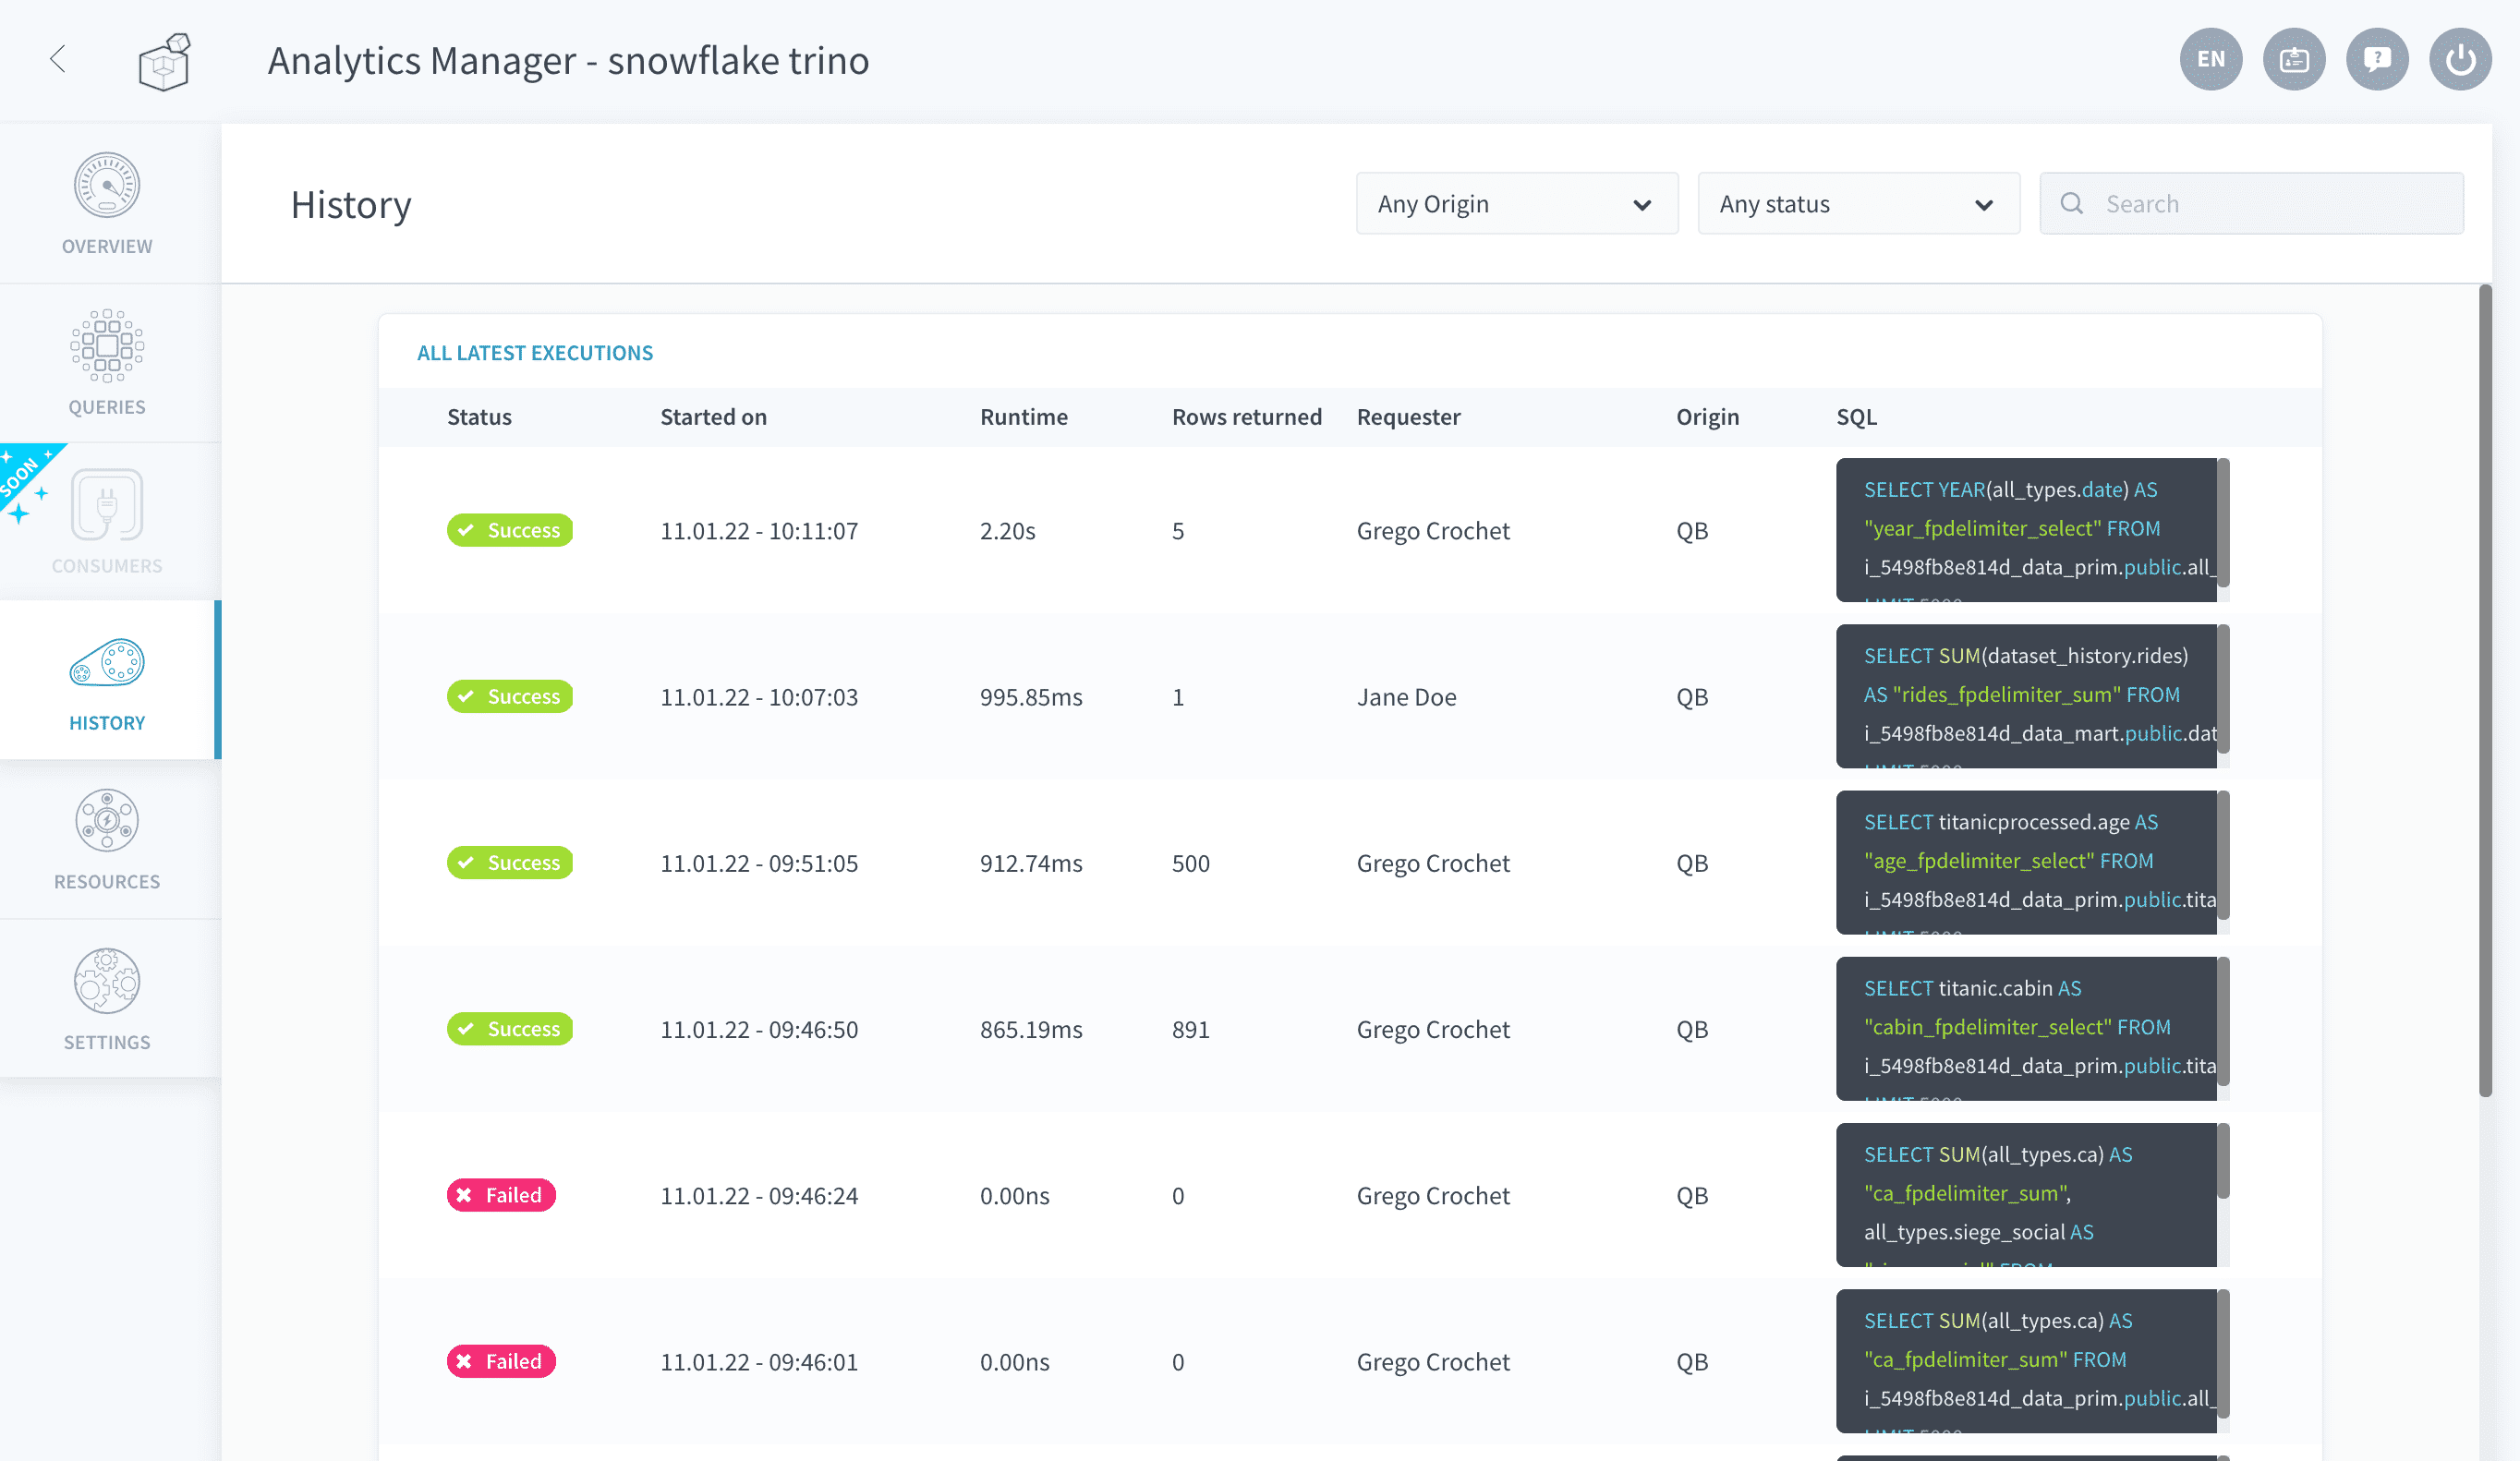 Analytics Manager - snowflake trino
EN
OVERVIEW
QUERIES
SOON
CONSUMERS
HISTORY
RESOURCES
SETTINGS
History
Any Origin
Any status
Search
ALL LATEST EXECUTIONS
Status Started on Runtime Rows returned Requester Origin SQL
Success 11.01.22 - 10:11:07 2.20s 5 Grego Crochet QB
SELECT YEAR(all_types.date) AS
"year_fpdelimiter_select" FROM
i_5498fb8e814d_data_prim.public.all_
Success 11.01.22 - 10:07:03 995.85ms 1 Jane Doe QB
SELECT SUM(dataset_history.rides)
AS "rides_fpdelimiter_sum" FROM
i_5498fb8e814d_data_mart.public.dat
Success 11.01.22 - 09:51:05 912.74ms 500 Grego Crochet QB
SELECT titanicprocessed.age AS
"age_fpdelimiter_select" FROM
i_5498fb8e814d_data_prim.public.tita
Success 11.01.22 - 09:46:50 865.19ms 891 Grego Crochet QB
SELECT titanic.cabin AS
"cabin_fpdelimiter_select" FROM
i_5498fb8e814d_data_prim.public.tita
Failed 11.01.22 - 09:46:24 0.00ns 0 Grego Crochet QB
SELECT SUM(all_types.ca) AS
"ca_fpdelimiter_sum",
all_types.siege_social AS
Failed 11.01.22 - 09:46:01 0.00ns 0 Grego Crochet QB
SELECT SUM(all_types.ca) AS
"ca_fpdelimiter_sum" FROM
i_5498fb8e814d_data_prim.public.all_